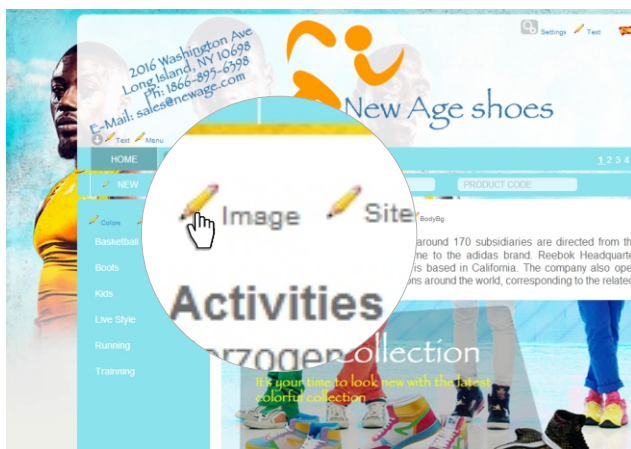 2016 Washington Ave
Long Island, NY 10698
Ph: 1866-895-6398
E-Mail: sales@newage.com
Settings Text
New Age shoes
Text Menu
HOME
1 2 3 4
NEW
PRODUCT CODE
Colors
Image Site
BodyBg
Basketball
Boots
Kids
Live Style
Running
Trainning
around 170 subsidiaries are directed from th
me to the adidas brand. Reebok Headquarte
is based in California. The company also ope
ons around the world, corresponding to the relate
Activities
rzogen
ollection
It's your time to look new with the latest
colorful collection